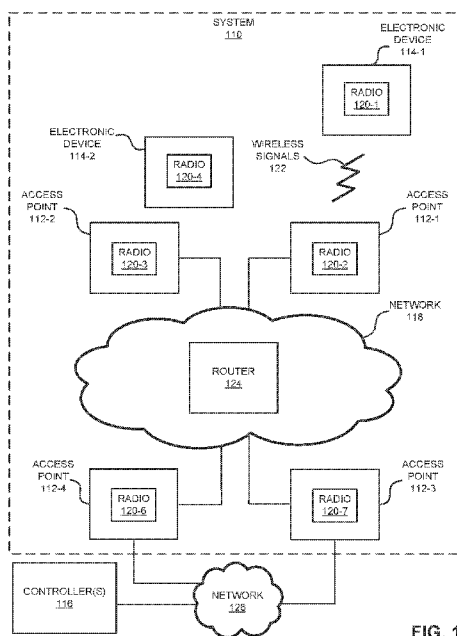 SYSTEM
110
ELECTRONIC
DEVICE
114-1
RADIO
120-1
ELECTRONIC
DEVICE
114-2
RADIO
120-4
WIRELESS
SIGNALS
122
ACCESS
POINT
112-2
RADIO
120-3
RADIO
120-2
ACCESS
POINT
112-1
NETWORK
118
ROUTER
124
ACCESS
POINT
112-4
RADIO
120-6
RADIO
120-7
ACCESS
POINT
112-3
CONTROLLER(S)
116
NETWORK
128
FIG. 1